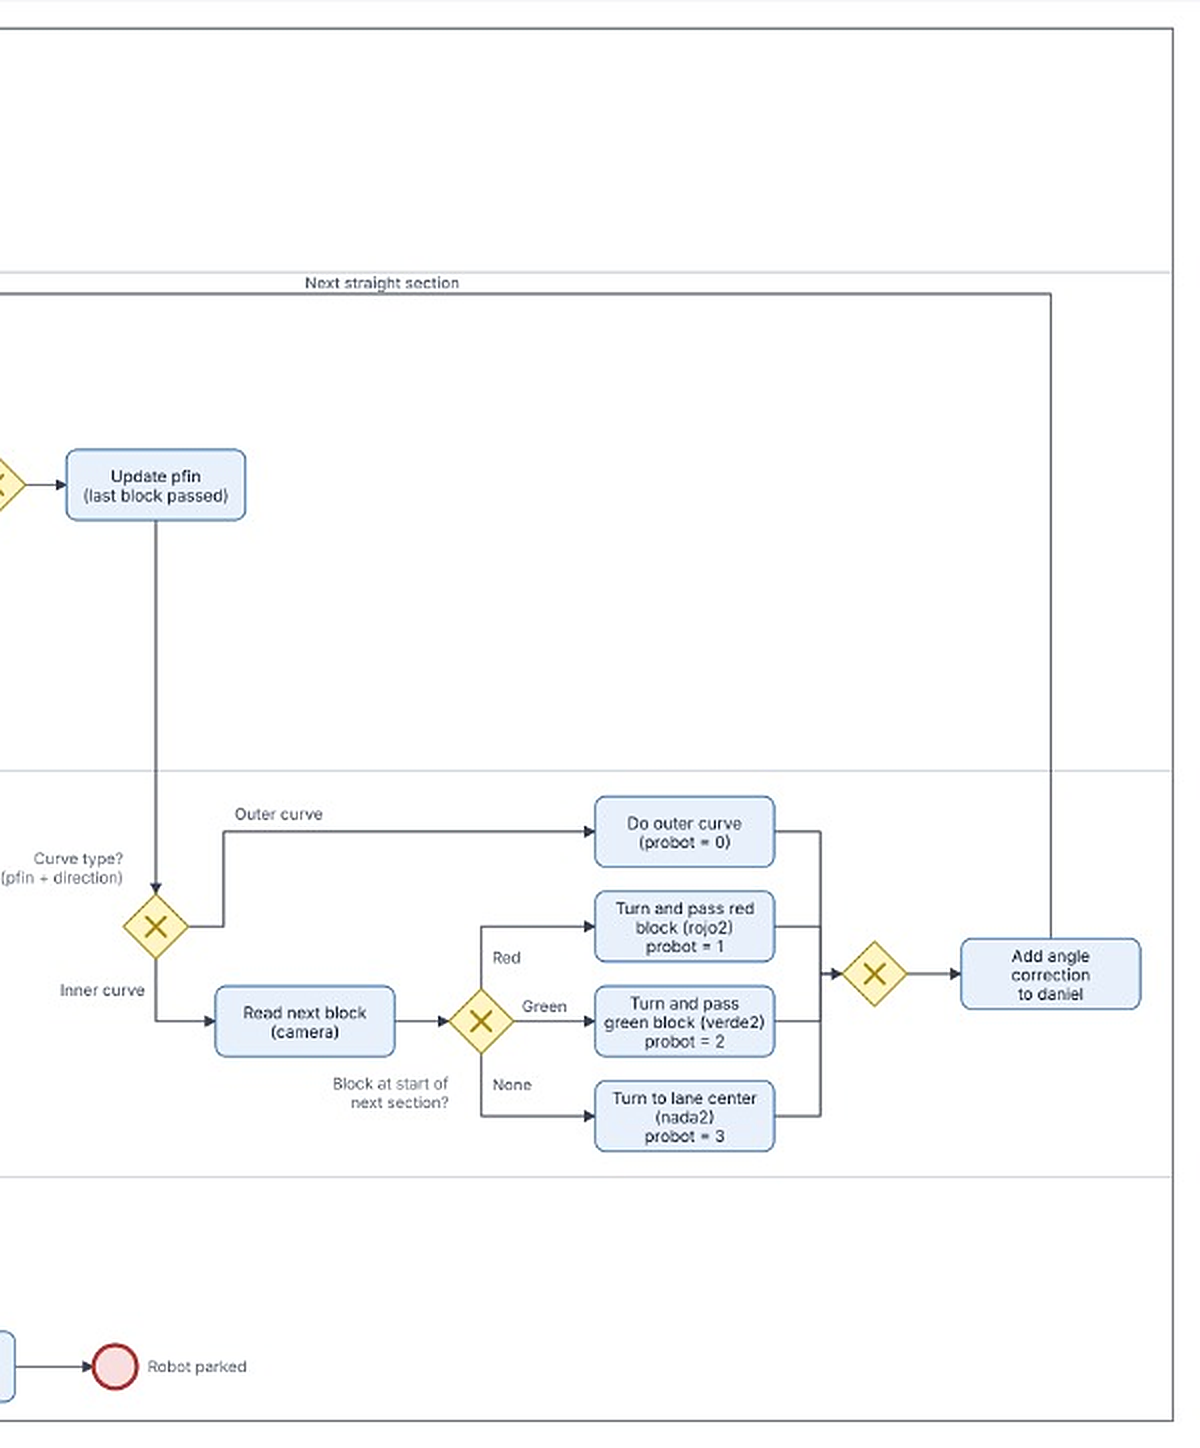 Next straight section
Update pfin
(last block passed)
Outer curve
Do outer curve
(probot = 0)
Curve type?
(pfin + direction)
Turn and pass red
block (rojo2)
probot = 1
Red
Add angle
correction
to daniel
Inner curve
Read next block
(camera)
Green
Turn and pass
green block (verde2)
probot = 2
Block at start of
next section?
None
Turn to lane center
(nada2)
probot = 3
Robot parked